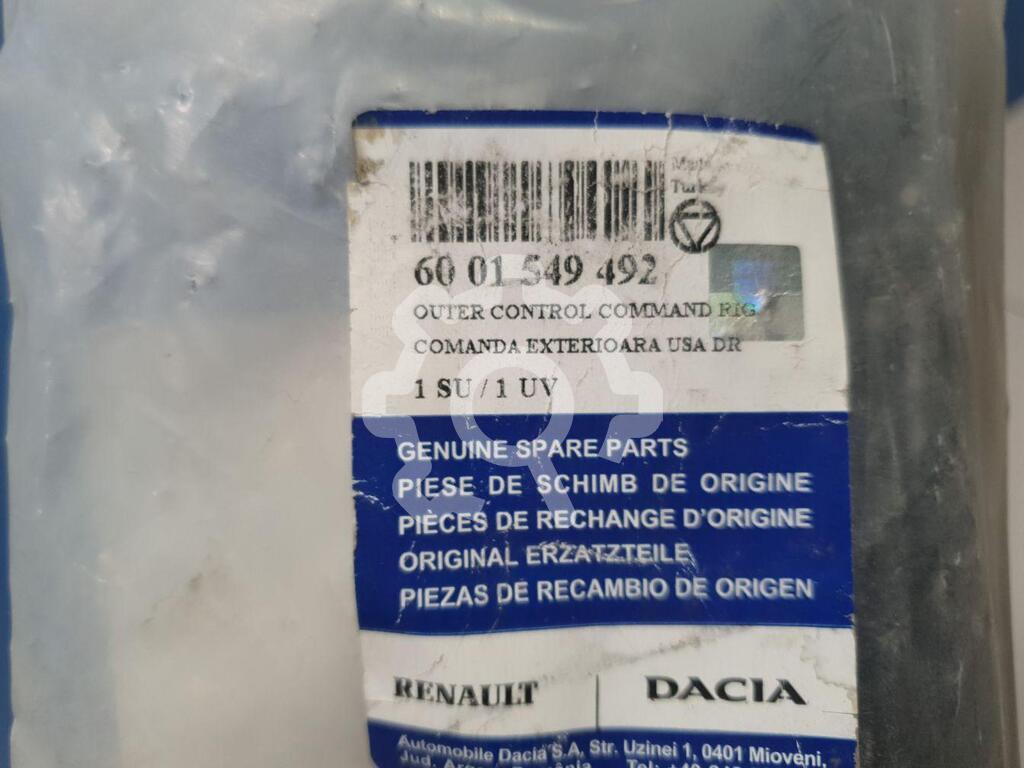 Made
Turk
60 01 549 492
OUTER CONTROL COMMAND RIG
COMANDA EXTERIOARA USA DR
1 SU / 1 UV
GENUINE SPARE PARTS
PIESE DE SCHIMB DE ORIGINE
PIÈCES DE RECHANGE D'ORIGINE
ORIGINAL ERZATZTEILE
PIEZAS DE RECAMBIO DE ORIGEN
RENAULT
DACIA
Automobile Dacia S.A, Str. Uzinei 1, 0401 Mioveni,
Jud.